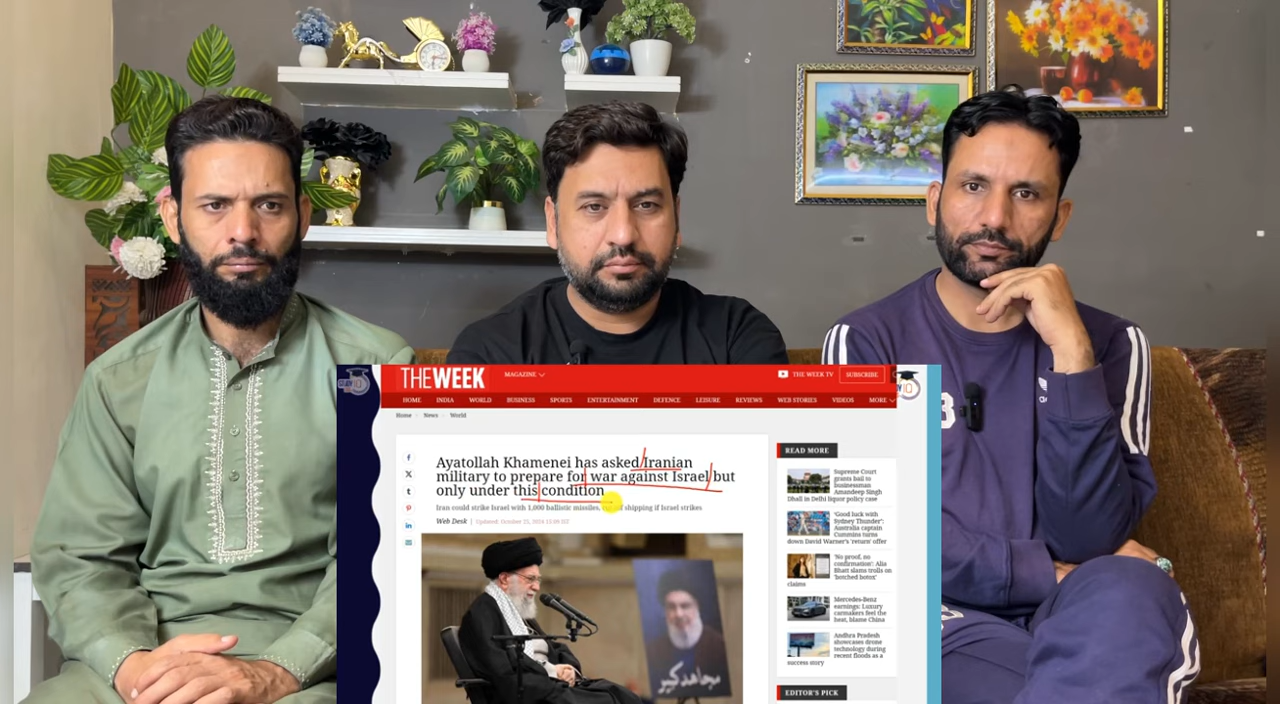 THE WEEK
MAGAZINE
THE WEEK TV
SUBSCRIBE
IQ
HOME INDIA WORLD BUSINESS SPORTS ENTERTAINMENT DEFENCE LEISURE REVIEWS WEB STORIES VIDEOS MORE
Home News World
Ayatollah Khamenei has asked Iranian
military to prepare for war against Israel but
only under this condition
Iran could strike Israel with 1,000 ballistic missiles, shipping if Israel strikes
Web Desk | Updated: October 25, 2024 IST
مجاهد کبیر
READ MORE
Supreme Court
grants bail to
businessman
Amandeep Singh
Dhall in Delhi liquor policy case
'Good luck with
Sydney Thunder':
Australia captain
Cummins turns
down David Warner's 'return' offer
'No proof, no
confirmation': Alia
Bhatt slams trolls on
'botched botox'
claims
Mercedes-Benz
earnings: Luxury
carmakers feel the
heat, blame China
Andhra Pradesh
showcases drone
technology during
recent floods as a
success story
EDITOR'S PICK